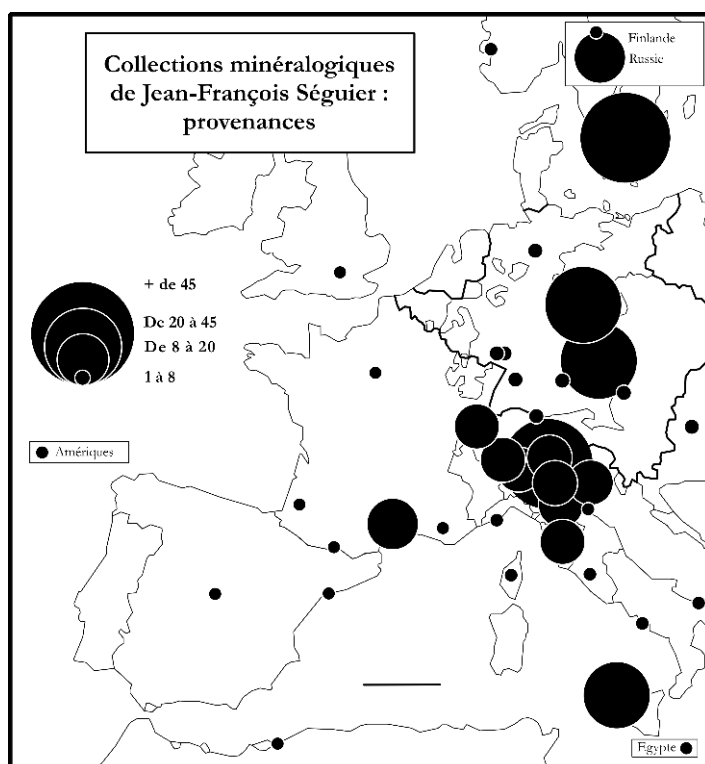 Collections minéralogiques
de Jean-François Séguier :
provenances
Finlande
Russie
+ de 45
De 20 à 45
De 8 à 20
1 à 8
Amériques
Egypte